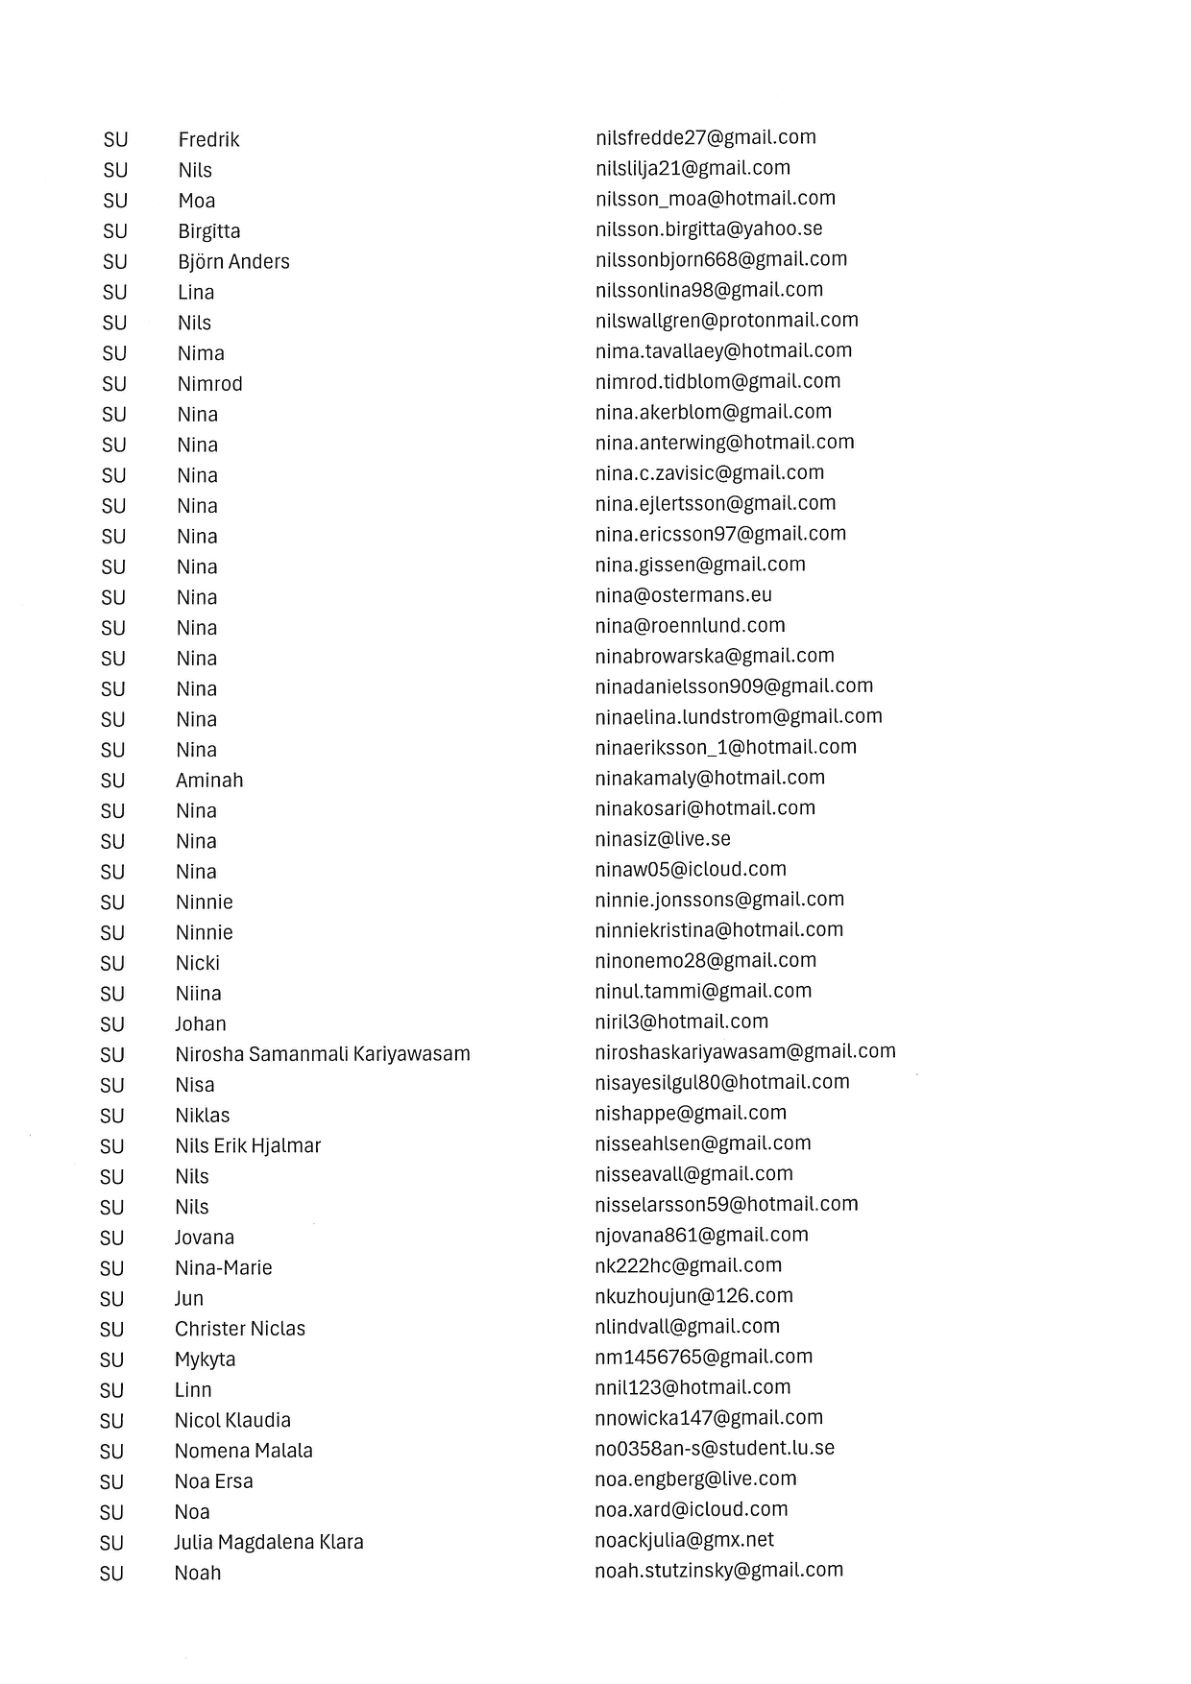 SU Fredrik nilsfredde27@gmail.com
SU Nils nilslilja21@gmail.com
SU Moa nilsson_moa@hotmail.com
SU Birgitta nilsson.birgitta@yahoo.se
SU Björn Anders nilssonbjorn668@gmail.com
SU Lina nilssonlina98@gmail.com
SU Nils nilswallgren@protonmail.com
SU Nima nima.tavallaey@hotmail.com
SU Nimrod nimrod.tidblom@gmail.com
SU Nina nina.akerblom@gmail.com
SU Nina nina.anterwing@hotmail.com
SU Nina nina.c.zavisic@gmail.com
SU Nina nina.ejlertsson@gmail.com
SU Nina nina.ericsson97@gmail.com
SU Nina nina.gissen@gmail.com
SU Nina nina@ostermans.eu
SU Nina nina@roennlund.com
SU Nina ninabrowarska@gmail.com
SU Nina ninadanielsson909@gmail.com
SU Nina ninaelina.lundstrom@gmail.com
SU Nina ninaeriksson_1@hotmail.com
SU Aminah ninakamaly@hotmail.com
SU Nina ninakosari@hotmail.com
SU Nina ninasiz@live.se
SU Nina ninaw05@icloud.com
SU Ninnie ninnie.jonssons@gmail.com
SU Ninnie ninniekristina@hotmail.com
SU Nicki ninonemo28@gmail.com
SU Niina ninul.tammi@gmail.com
SU Johan niril3@hotmail.com
SU Nirosha Samanmali Kariyawasam niroshaskariyawasam@gmail.com
SU Nisa nisayesilgul80@hotmail.com
SU Niklas nishappe@gmail.com
SU Nils Erik Hjalmar nisseahlsen@gmail.com
SU Nils nisseavall@gmail.com
SU Nils nisselarsson59@hotmail.com
SU Jovana njovana861@gmail.com
SU Nina-Marie nk222hc@gmail.com
SU Jun nkuzhoujun@126.com
SU Christer Niclas nlindvall@gmail.com
SU Mykyta nm1456765@gmail.com
SU Linn nnil123@hotmail.com
SU Nicol Klaudia nnowicka147@gmail.com
SU Nomena Malala no0358an-s@student.lu.se
SU Noa Ersa noa.engberg@live.com
SU Noa noa.xard@icloud.com
SU Julia Magdalena Klara noackjulia@gmx.net
SU Noah noah.stutzinsky@gmail.com